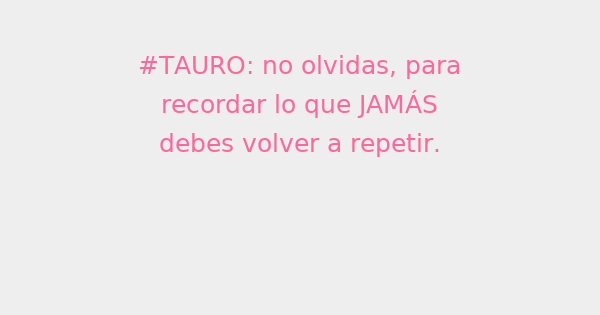 #TAURO: no olvidas, para
recordar lo que JAMÁS
debes volver a repetir.